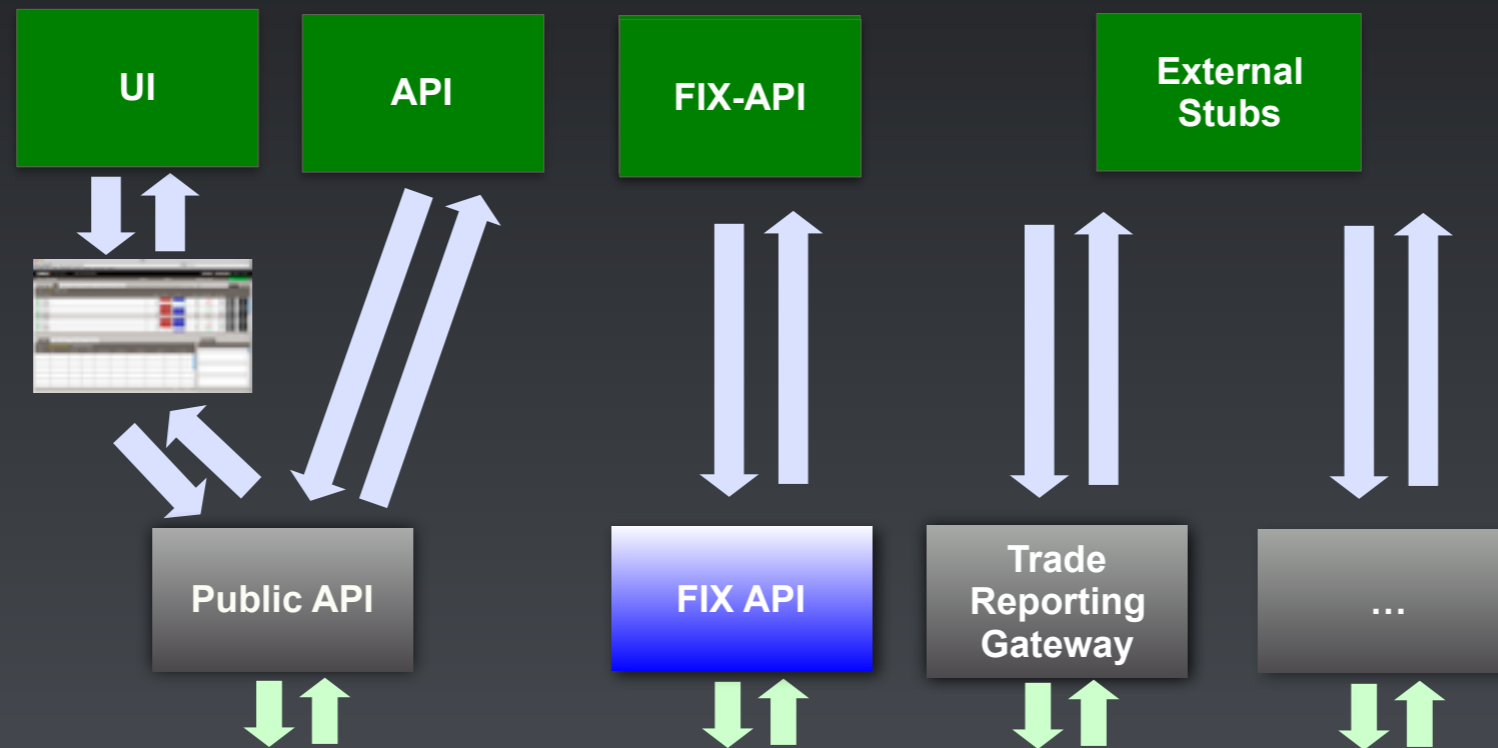 UI
API
FIX-API
External
Stubs
Public API
FIX API
Trade
Reporting
Gateway
...